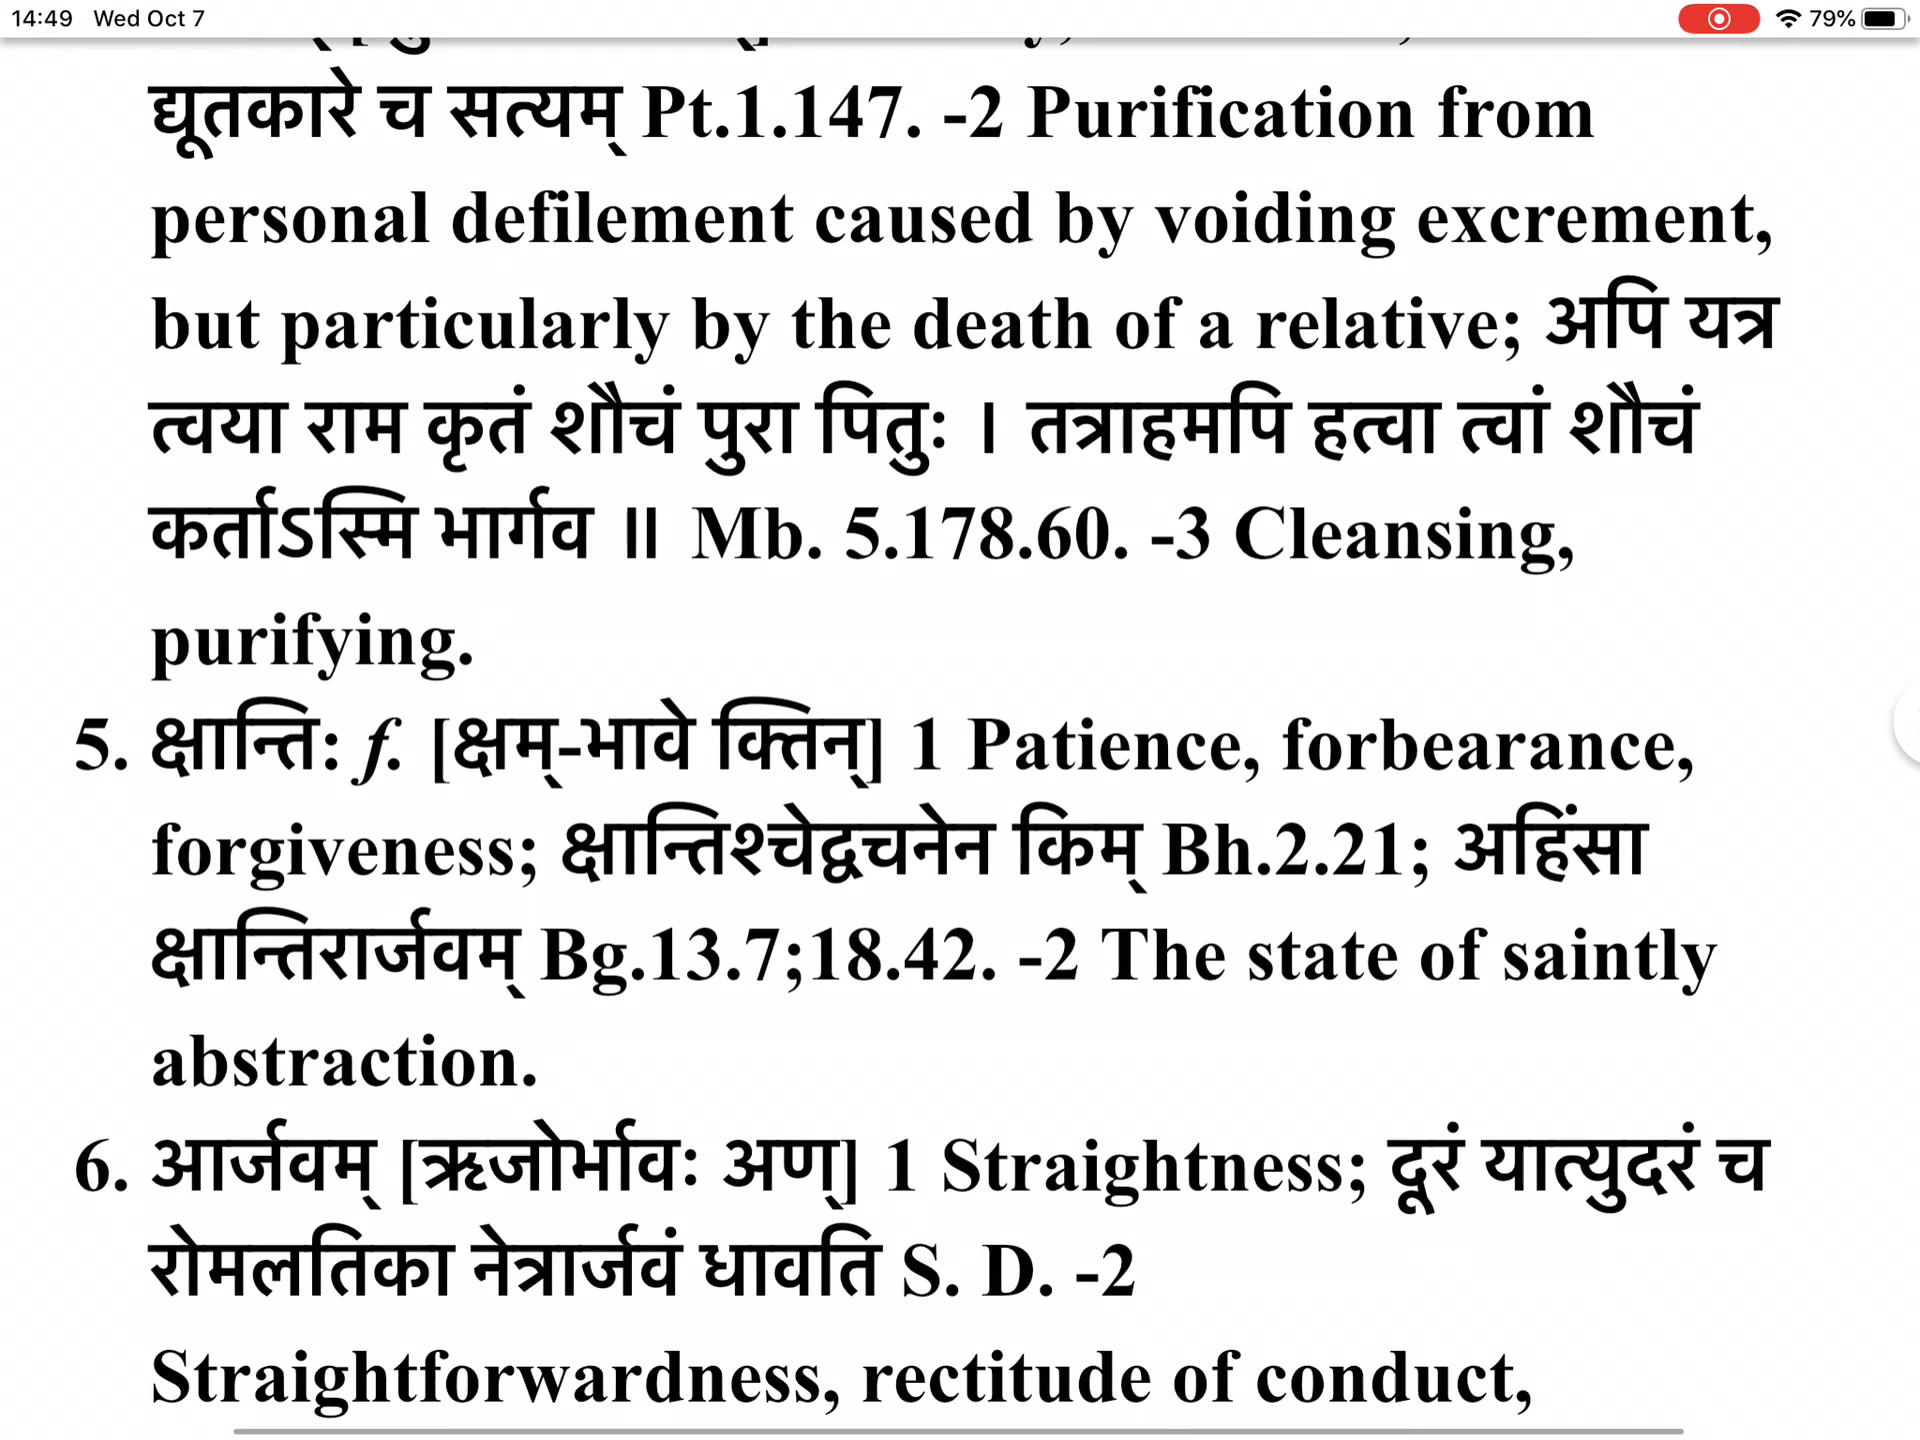 14:49 Wed Oct 7 79%
द्यूतकारे च सत्यम् Pt.1.147. -2 Purification from
personal defilement caused by voiding excrement,
but particularly by the death of a relative; अपि यत्र
त्वया राम कृतं शौचं पुरा पितुः । तत्राहमपि हत्वा त्वां शौचं
कर्ताऽस्मि भार्गव ॥ Mb. 5.178.60. -3 Cleansing,
purifying.
5. क्षान्ति: f. [क्षम्-भावे क्तिन्] 1 Patience, forbearance,
forgiveness; क्षान्तिश्चेद्वचनेन किम् Bh.2.21; अहिंसा
क्षान्तिरार्जवम् Bg.13.7;18.42. -2 The state of saintly
abstraction.
6. आर्जवम् [ऋजोर्भावः अण्] 1 Straightness; दूरं यात्युदरं च
रोमलतिका नेत्रार्जवं धावति S. D. -2
Straightforwardness, rectitude of conduct,